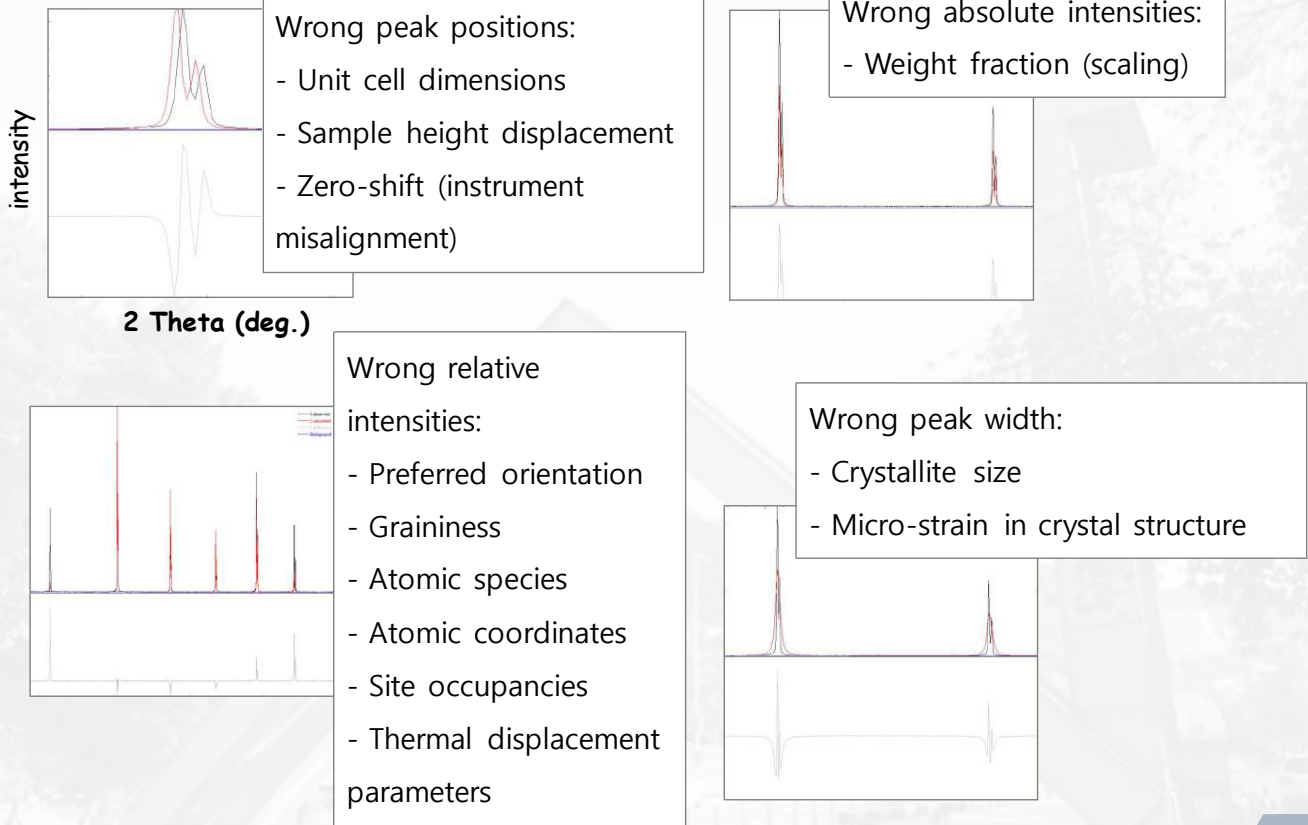 intensity
2 Theta (deg.)
Wrong peak positions:
- Unit cell dimensions
- Sample height displacement
- Zero-shift (instrument
misalignment)
Wrong absolute intensities:
- Weight fraction (scaling)
Wrong relative
intensities:
- Preferred orientation
- Graininess
- Atomic species
- Atomic coordinates
- Site occupancies
- Thermal displacement
parameters
Wrong peak width:
- Crystallite size
- Micro-strain in crystal structure